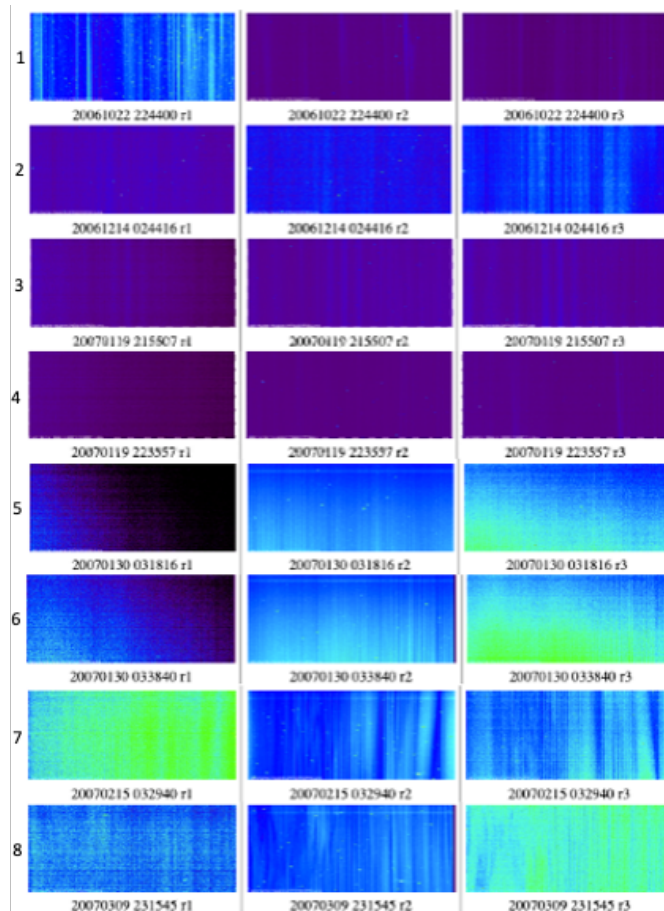 1
20061022 224400 r1 20061022 224400 r2 20061022 224400 r3
2
20061214 024416 r1 20061214 024416 r2 20061214 024416 r3
3
20070119 215507 r1 20070119 215507 r2 20070119 215507 r3
4
20070119 223557 r1 20070119 223557 r2 20070119 223557 r3
5
20070130 031816 r1 20070130 031816 r2 20070130 031816 r3
6
20070130 033840 r1 20070130 033840 r2 20070130 033840 r3
7
20070215 032940 r1 20070215 032940 r2 20070215 032940 r3
8
20070309 231545 r1 20070309 231545 r2 20070309 231545 r3